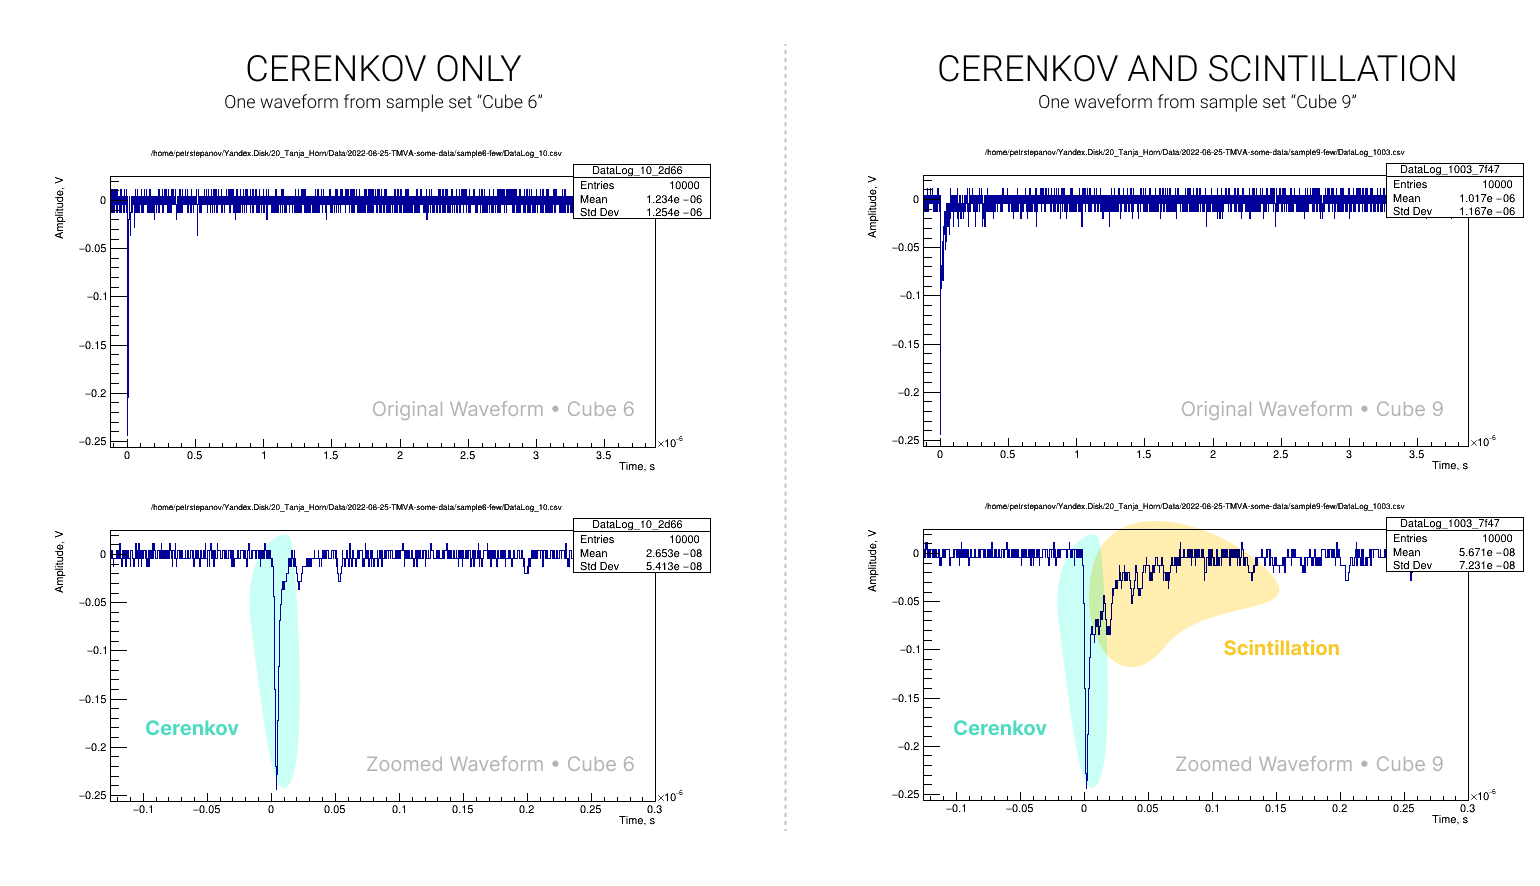 CERENKOV ONLY
One waveform from sample set “Cube 6”
/home/petrstepanov/Yandex.Disk/20_Tanja_Horn/Data/2022-06-25-TMVA-some-data/sample6-few/DataLog_10.csv
DataLog_10_2d66
Entries 10000
Mean 1.234e −06
Std Dev 1.254e −06
Amplitude, V
0
−0.05
−0.1
−0.15
−0.2
−0.25
Original Waveform • Cube 6
0 0.5 1 1.5 2 2.5 3 3.5
×10⁻⁶
Time, s
/home/petrstepanov/Yandex.Disk/20_Tanja_Horn/Data/2022-06-25-TMVA-some-data/sample6-few/DataLog_10.csv
DataLog_10_2d66
Entries 10000
Mean 2.653e −08
Std Dev 5.413e −08
Amplitude, V
0
−0.05
−0.1
−0.15
−0.2
−0.25
Cerenkov
Zoomed Waveform • Cube 6
−0.1 −0.05 0 0.05 0.1 0.15 0.2 0.25 0.3
×10⁻⁶
Time, s
CERENKOV AND SCINTILLATION
One waveform from sample set “Cube 9”
/home/petrstepanov/Yandex.Disk/20_Tanja_Horn/Data/2022-06-25-TMVA-some-data/sample9-few/DataLog_1003.csv
DataLog_1003_7f47
Entries 10000
Mean 1.017e −06
Std Dev 1.167e −06
Amplitude, V
0
−0.05
−0.1
−0.15
−0.2
−0.25
Original Waveform • Cube 9
0 0.5 1 1.5 2 2.5 3 3.5
×10⁻⁶
Time, s
/home/petrstepanov/Yandex.Disk/20_Tanja_Horn/Data/2022-06-25-TMVA-some-data/sample9-few/DataLog_1003.csv
DataLog_1003_7f47
Entries 10000
Mean 5.671e −08
Std Dev 7.231e −08
Amplitude, V
0
−0.05
−0.1
−0.15
−0.2
−0.25
Scintillation
Cerenkov
Zoomed Waveform • Cube 9
−0.1 −0.05 0 0.05 0.1 0.15 0.2 0.25 0.3
×10⁻⁶
Time, s